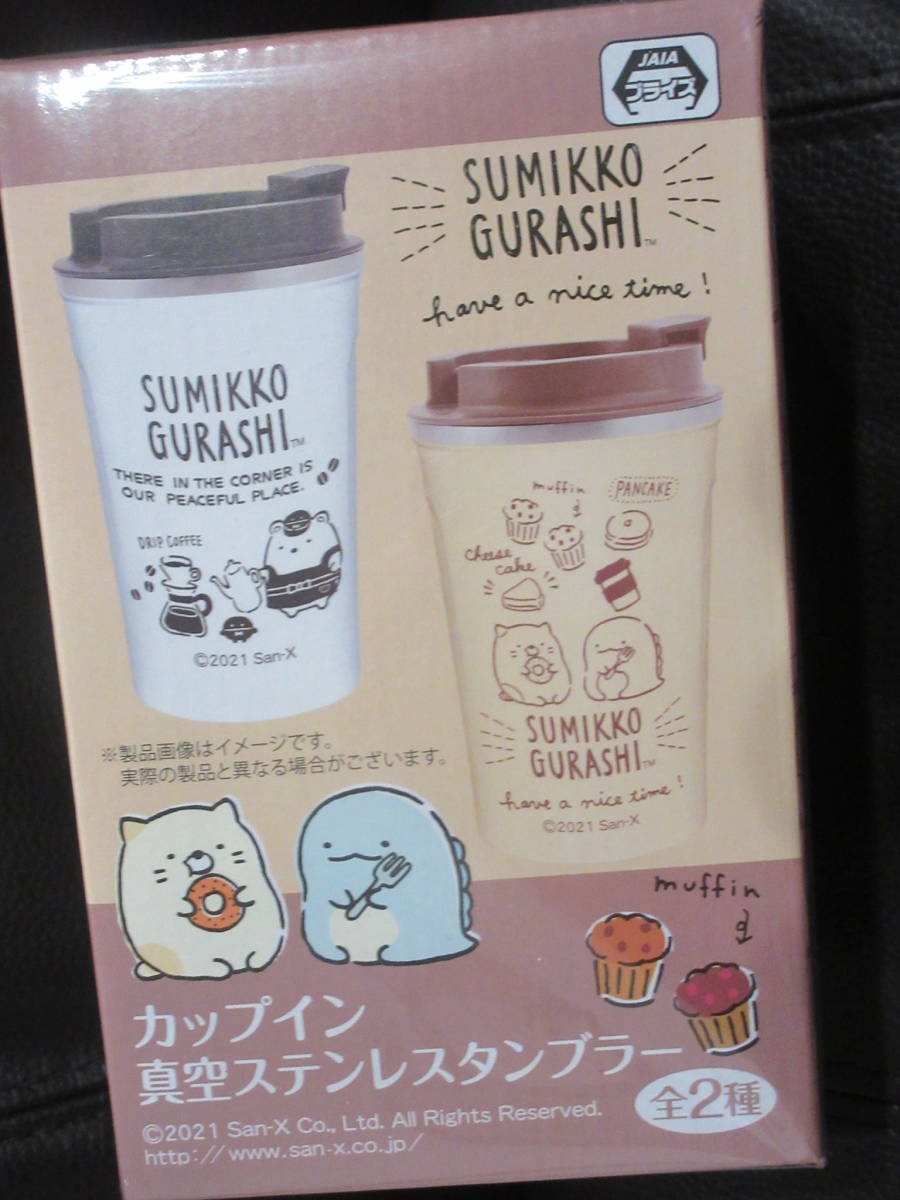 JAIA
プライズ
SUMIKKO
GURASHI™
have a nice time!
SUMIKKO
GURASHI™
THERE IN THE CORNER IS
OUR PEACEFUL PLACE.
DRIP COFFEE
©2021 San-X
muffin
PANCAKE
cheese
cake
SUMIKKO
GURASHI™
have a nice time!
©2021 San-X
※製品画像はイメージです。
実際の製品と異なる場合がございます。
muffin
カップイン
真空ステンレスタンブラー
全2種
©2021 San-X Co., Ltd. All Rights Reserved.
http://www.san-x.co.jp/